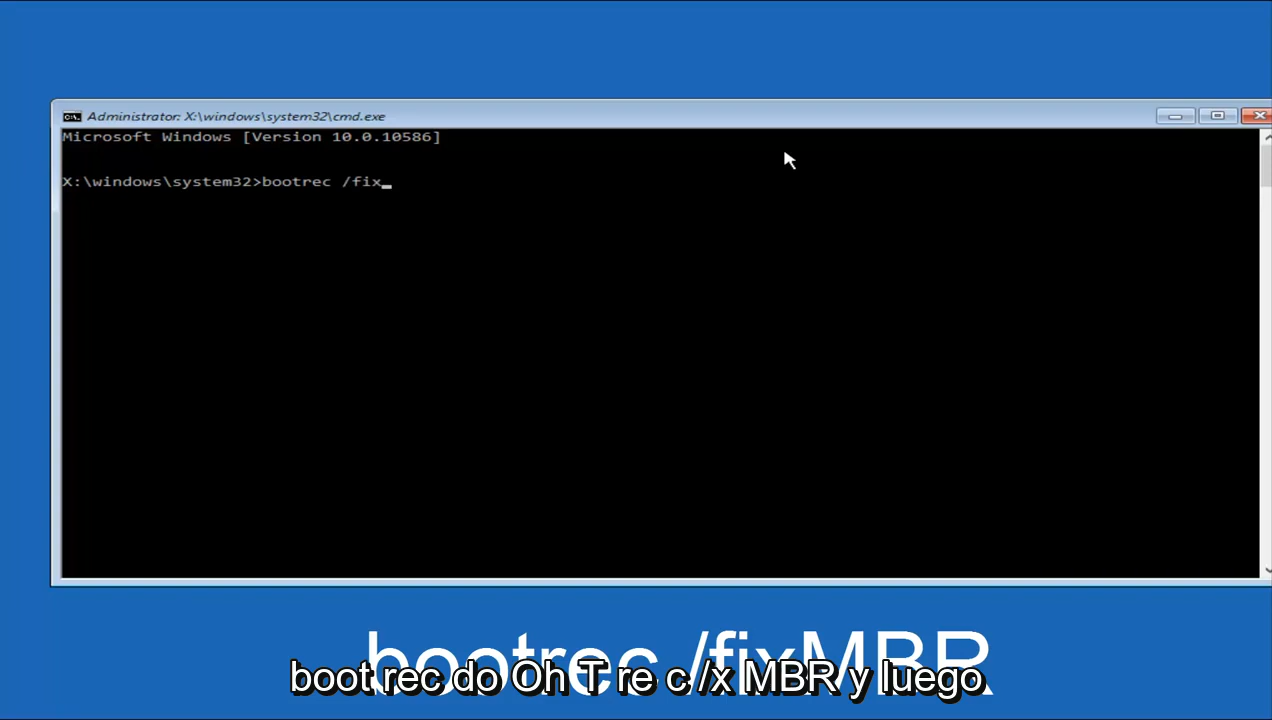 Administrator: X:\windows\system32\cmd.exe
Microsoft Windows [Version 10.0.10586]
X:\windows\system32>bootrec /fix_
bootrec /fixMBR
boot rec do Oh T re c /x MBR y luego